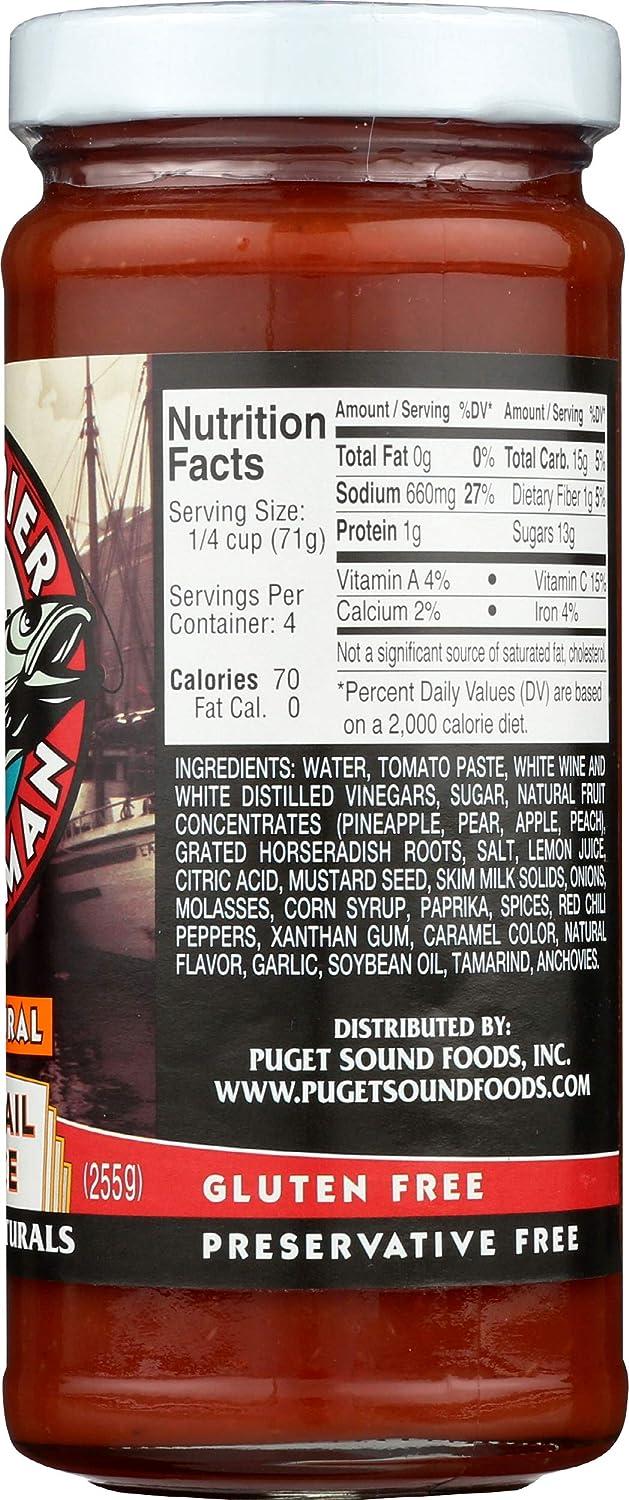 IER
MAN
RAL
AIL
E
(255g)
TURALS
Nutrition
Facts
Serving Size:
1/4 cup (71g)
Servings Per
Container: 4
Calories 70
Fat Cal. 0
Amount / Serving %DV* Amount / Serving %DV*
Total Fat 0g 0% Total Carb. 15g 5%
Sodium 660mg 27% Dietary Fiber 1g 5%
Protein 1g Sugars 13g
Vitamin A 4% • Vitamin C 15%
Calcium 2% • Iron 4%
Not a significant source of saturated fat, cholesterol
*Percent Daily Values (DV) are based
on a 2,000 calorie diet.
INGREDIENTS: WATER, TOMATO PASTE, WHITE WINE AND
WHITE DISTILLED VINEGARS, SUGAR, NATURAL FRUIT
CONCENTRATES (PINEAPPLE, PEAR, APPLE, PEACH),
GRATED HORSERADISH ROOTS, SALT, LEMON JUICE,
CITRIC ACID, MUSTARD SEED, SKIM MILK SOLIDS, ONIONS,
MOLASSES, CORN SYRUP, PAPRIKA, SPICES, RED CHILI
PEPPERS, XANTHAN GUM, CARAMEL COLOR, NATURAL
FLAVOR, GARLIC, SOYBEAN OIL, TAMARIND, ANCHOVIES.
DISTRIBUTED BY:
PUGET SOUND FOODS, INC.
WWW.PUGETSOUNDFOODS.COM
GLUTEN FREE
PRESERVATIVE FREE